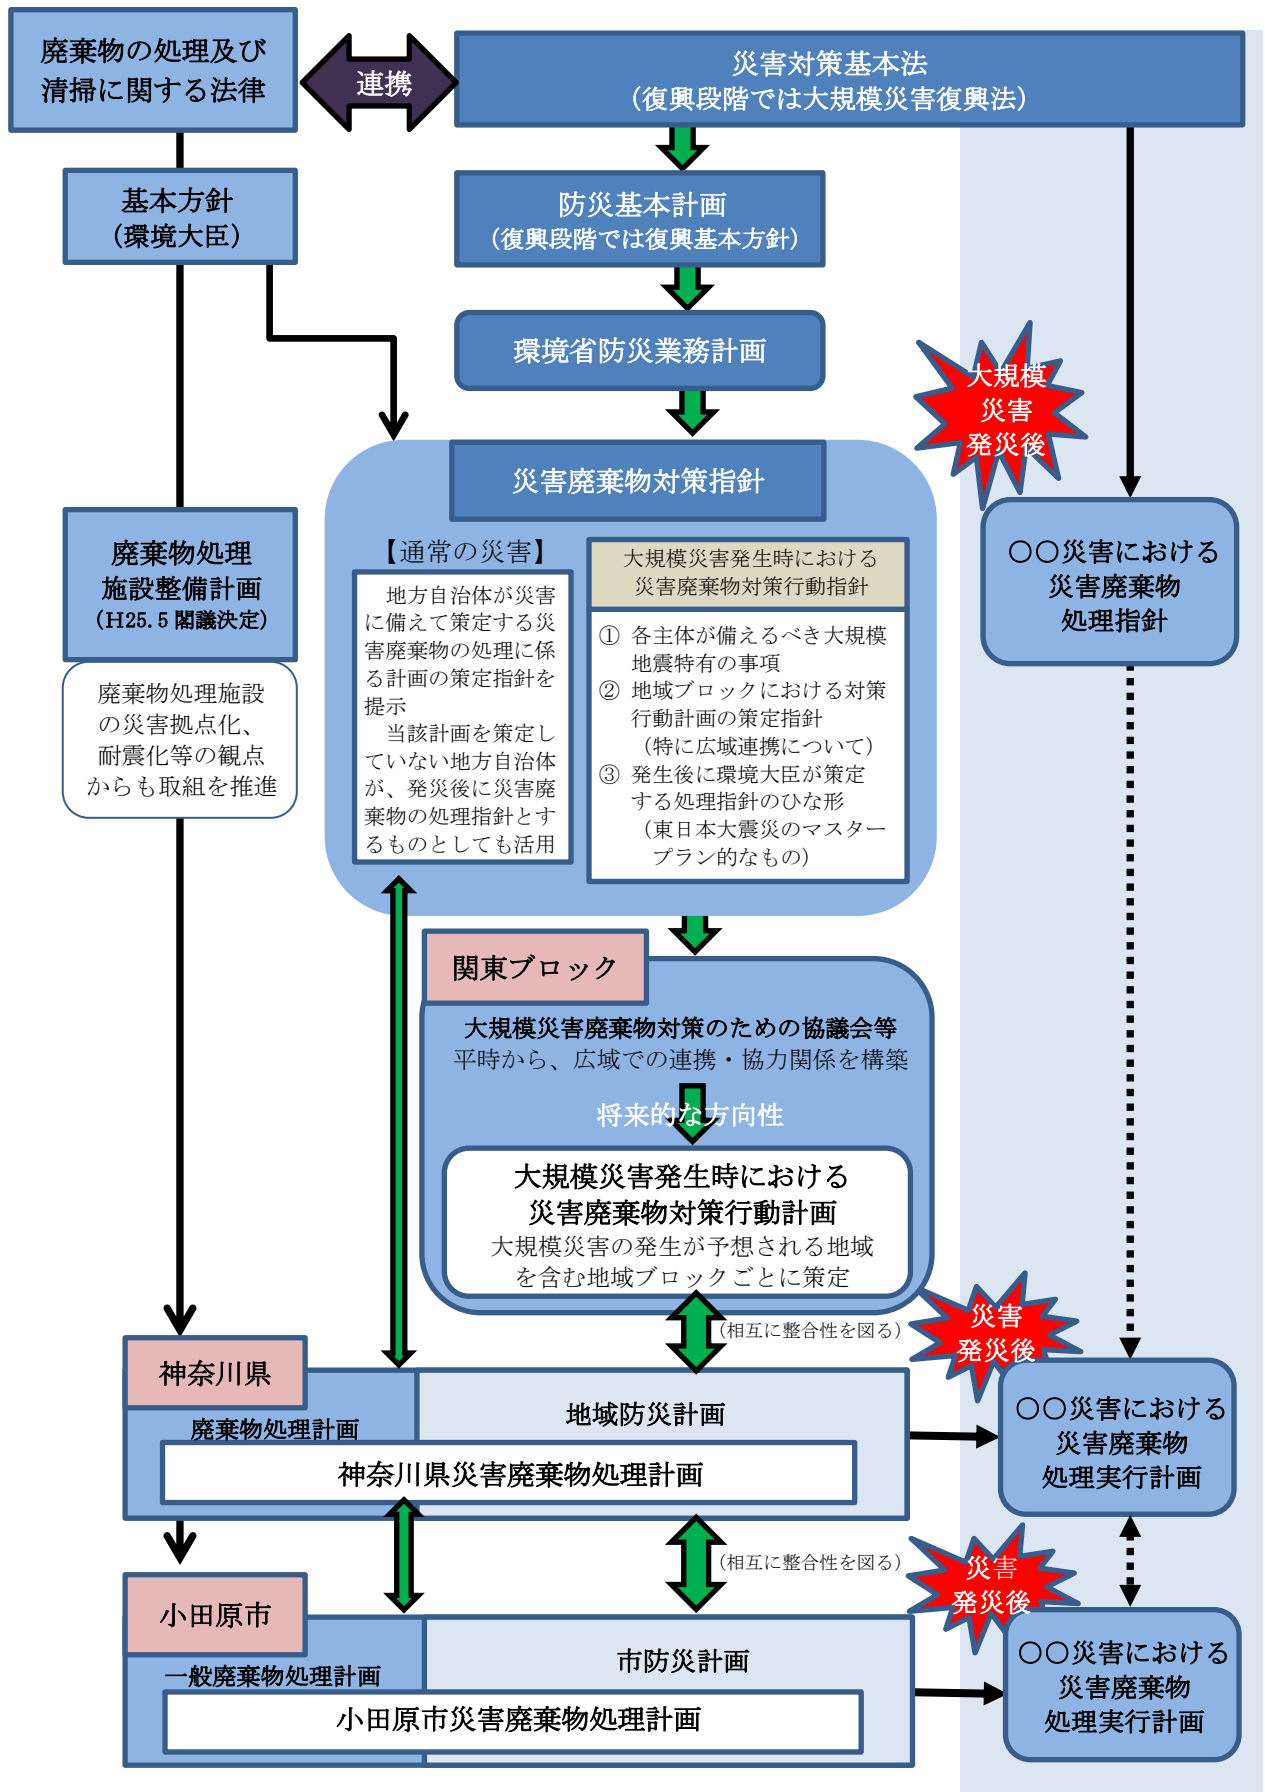 廃棄物の処理及び
清掃に関する法律
連携
災害対策基本法
（復興段階では大規模災害復興法）
基本方針
（環境大臣）
防災基本計画
（復興段階では復興基本方針）
環境省防災業務計画
大規模
災害
発災後
災害廃棄物対策指針
廃棄物処理
施設整備計画
（H25.5 閣議決定）
廃棄物処理施設
の災害拠点化、
耐震化等の観点
からも取組を推進
【通常の災害】
地方自治体が災害
に備えて策定する災
害廃棄物の処理に係
る計画の策定指針を
提示
当該計画を策定し
ていない地方自治体
が、発災後に災害廃
棄物の処理指針とす
るものとしても活用
大規模災害発生時における
災害廃棄物対策行動指針
① 各主体が備えるべき大規模
地震特有の事項
② 地域ブロックにおける対策
行動計画の策定指針
（特に広域連携について）
③ 発生後に環境大臣が策定
する処理指針のひな形
（東日本大震災のマスター
プラン的なもの）
〇〇災害における
災害廃棄物
処理指針
関東ブロック
大規模災害廃棄物対策のための協議会等
平時から、広域での連携・協力関係を構築
将来的な方向性
大規模災害発生時における
災害廃棄物対策行動計画
大規模災害の発生が予想される地域
を含む地域ブロックごとに策定
（相互に整合性を図る）
災害
発災後
神奈川県
廃棄物処理計画
地域防災計画
神奈川県災害廃棄物処理計画
〇〇災害における
災害廃棄物
処理実行計画
（相互に整合性を図る）
災害
発災後
小田原市
一般廃棄物処理計画
市防災計画
小田原市災害廃棄物処理計画
〇〇災害における
災害廃棄物
処理実行計画